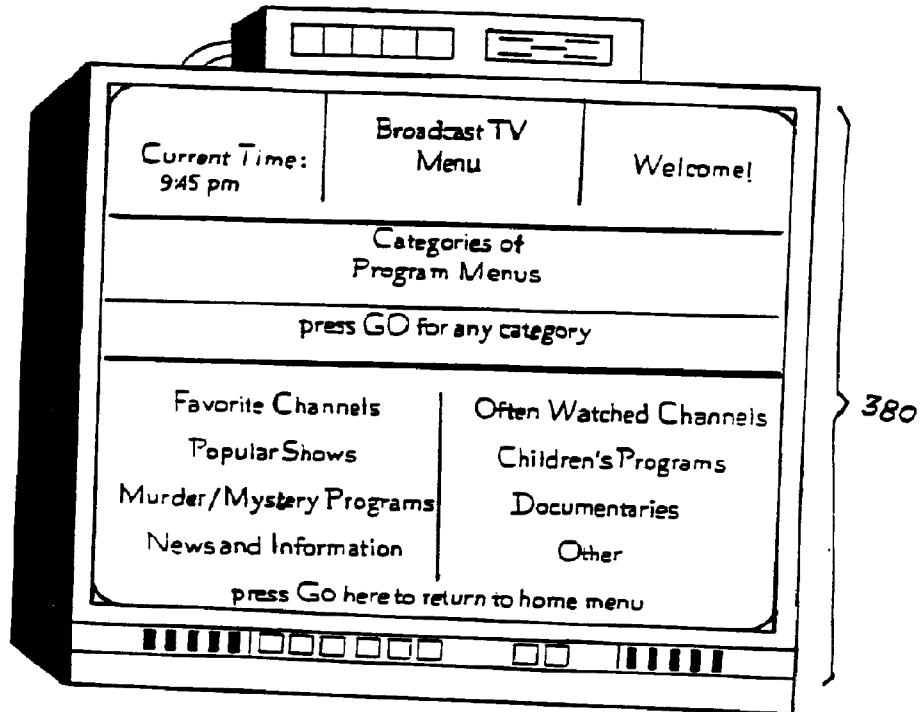 Current Time:
9:45 pm
Broadcast TV
Menu
Welcome!
Categories of
Program Menus
press GO for any category
Favorite Channels
Popular Shows
Murder/Mystery Programs
News and Information
Often Watched Channels
Children's Programs
Documentaries
Other
press Go here to return to home menu
380